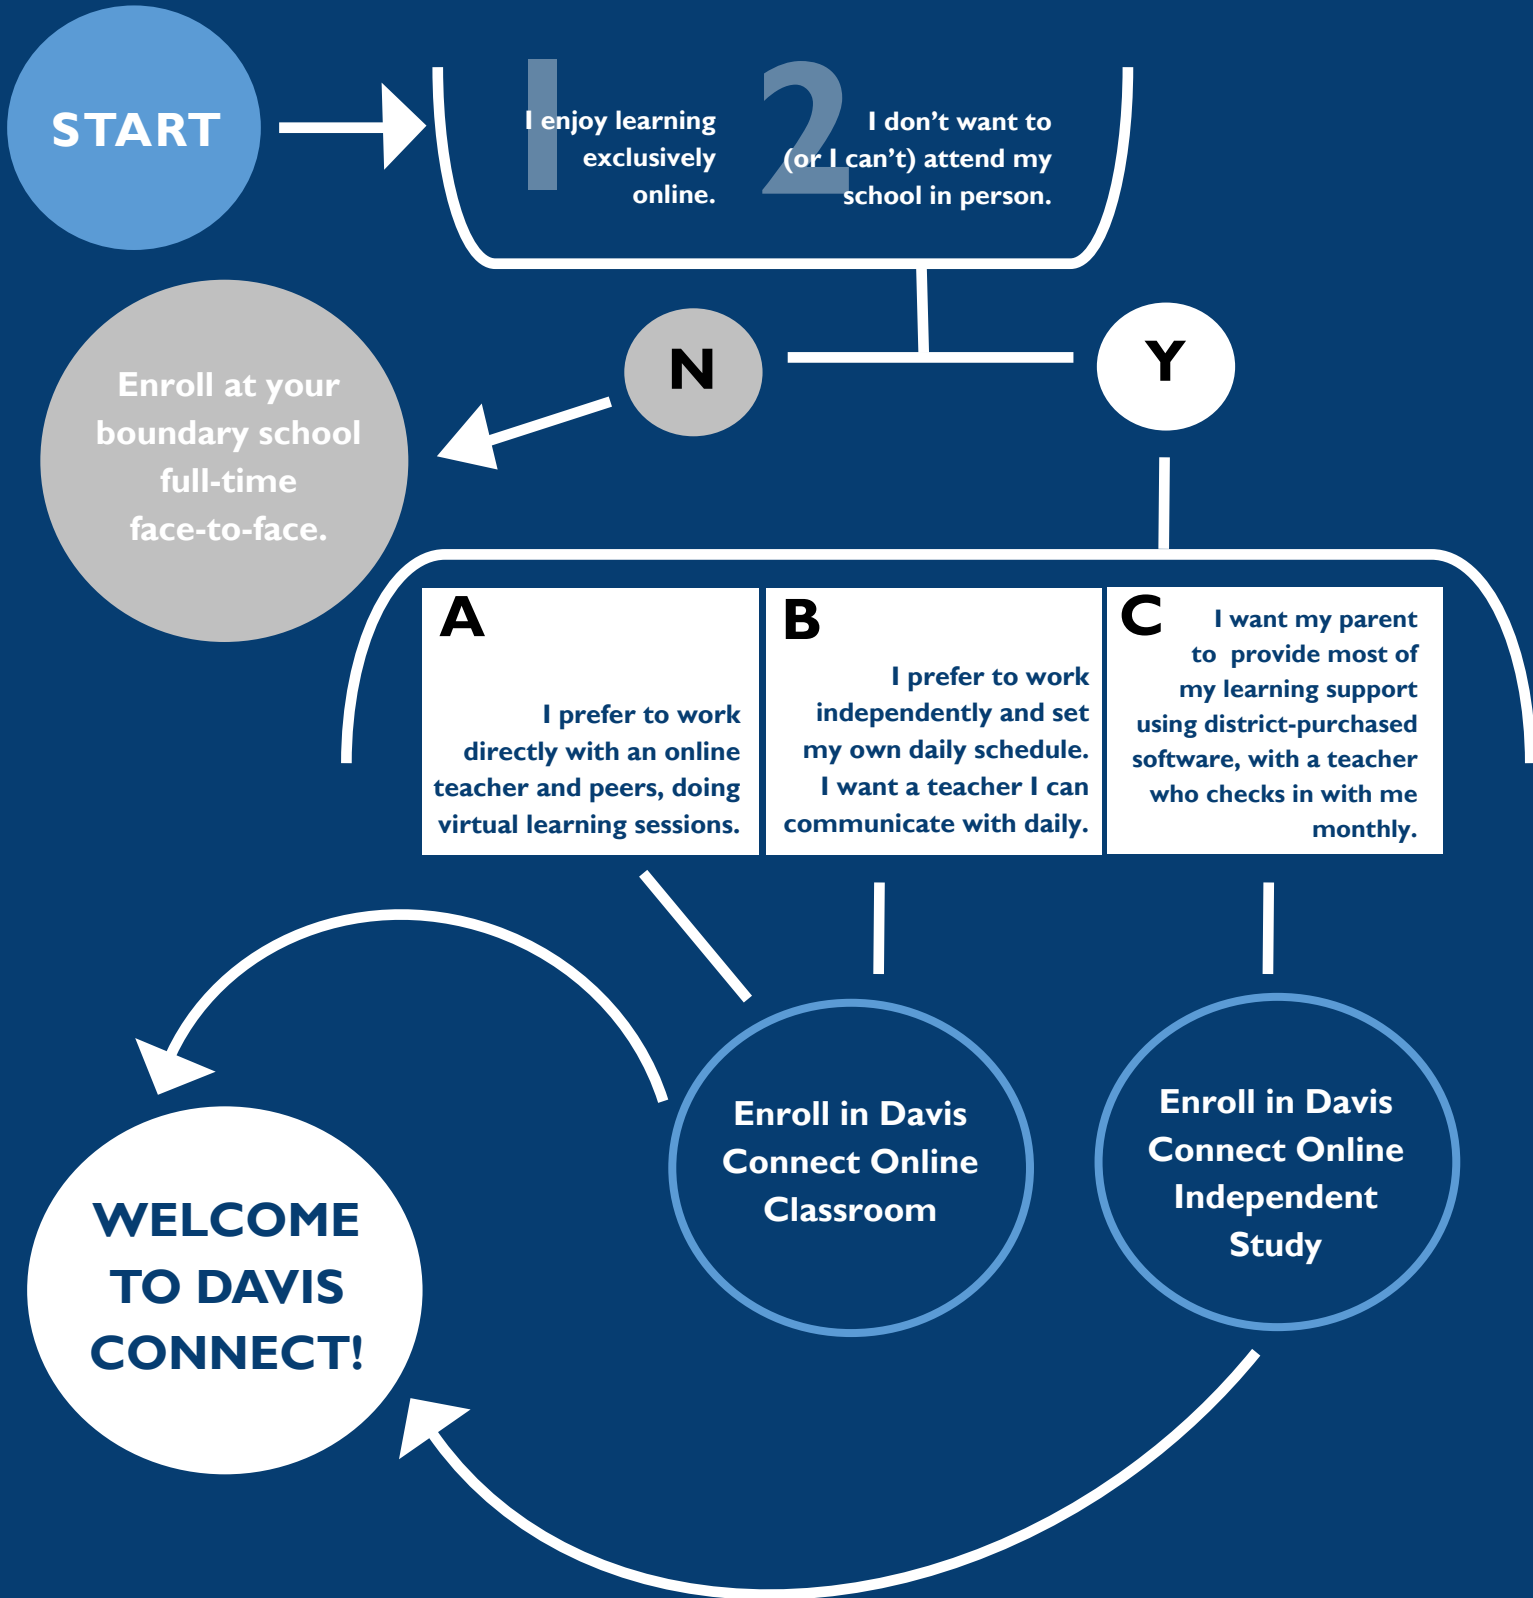 START
1
I enjoy learning
exclusively
online.
2
I don't want to
(or I can't) attend my
school in person.
N
Y
Enroll at your
boundary school
full-time
face-to-face.
A
I prefer to work
directly with an online
teacher and peers, doing
virtual learning sessions.
B
I prefer to work
independently and set
my own daily schedule.
I want a teacher I can
communicate with daily.
C
I want my parent
to provide most of
my learning support
using district-purchased
software, with a teacher
who checks in with me
monthly.
Enroll in Davis
Connect Online
Classroom
Enroll in Davis
Connect Online
Independent
Study
WELCOME
TO DAVIS
CONNECT!